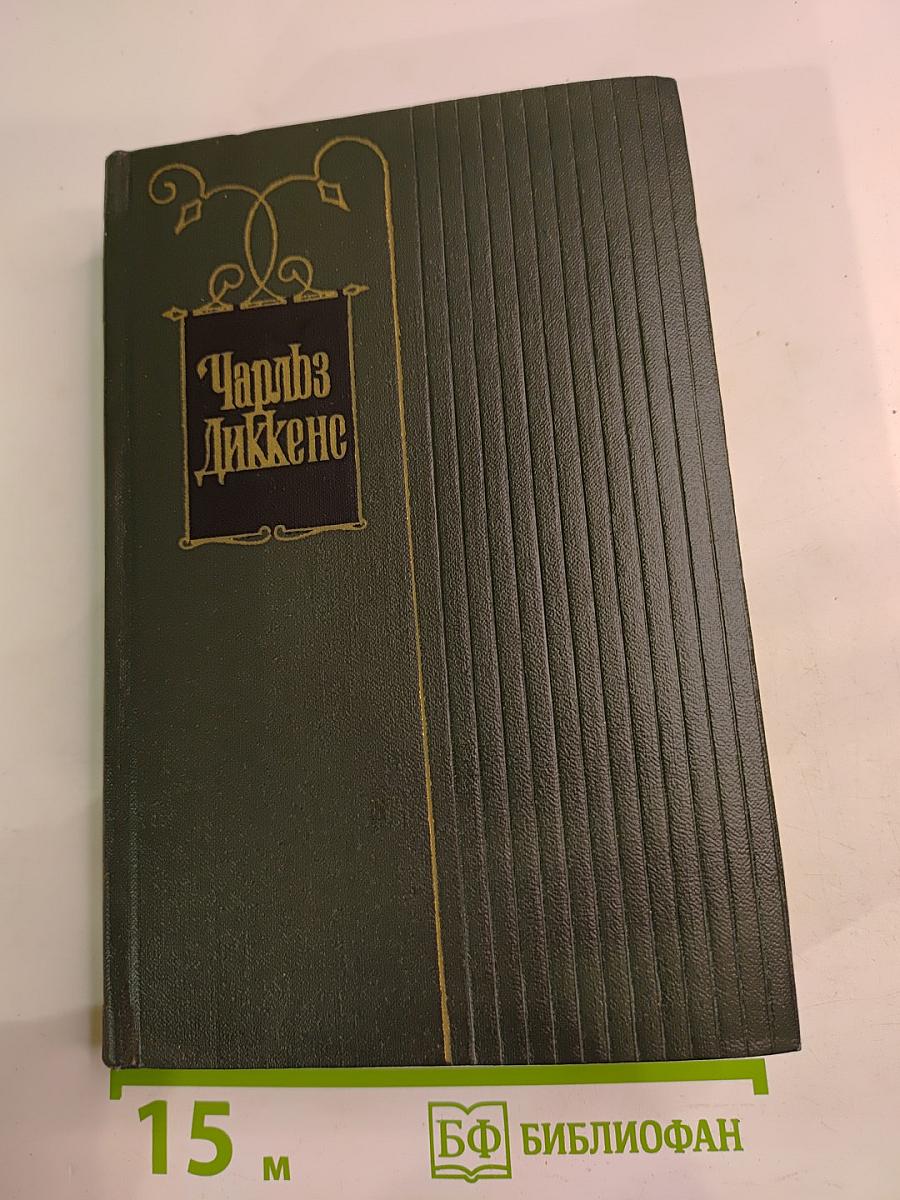 Чарльз
Диккенс
15 м
БФ БИБЛИОФАН